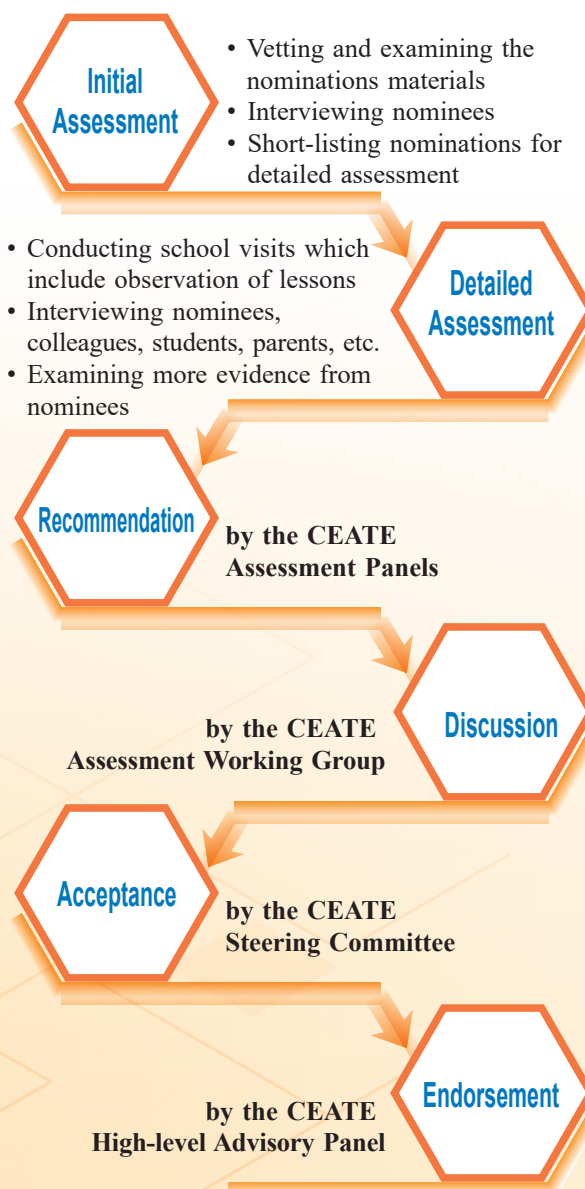 Initial
Assessment
• Vetting and examining the
nominations materials
• Interviewing nominees
• Short-listing nominations for
detailed assessment
• Conducting school visits which
include observation of lessons
• Interviewing nominees,
colleagues, students, parents, etc.
• Examining more evidence from
nominees
Detailed
Assessment
Recommendation
by the CEATE
Assessment Panels
by the CEATE
Assessment Working Group
Discussion
Acceptance
by the CEATE
Steering Committee
by the CEATE
High-level Advisory Panel
Endorsement